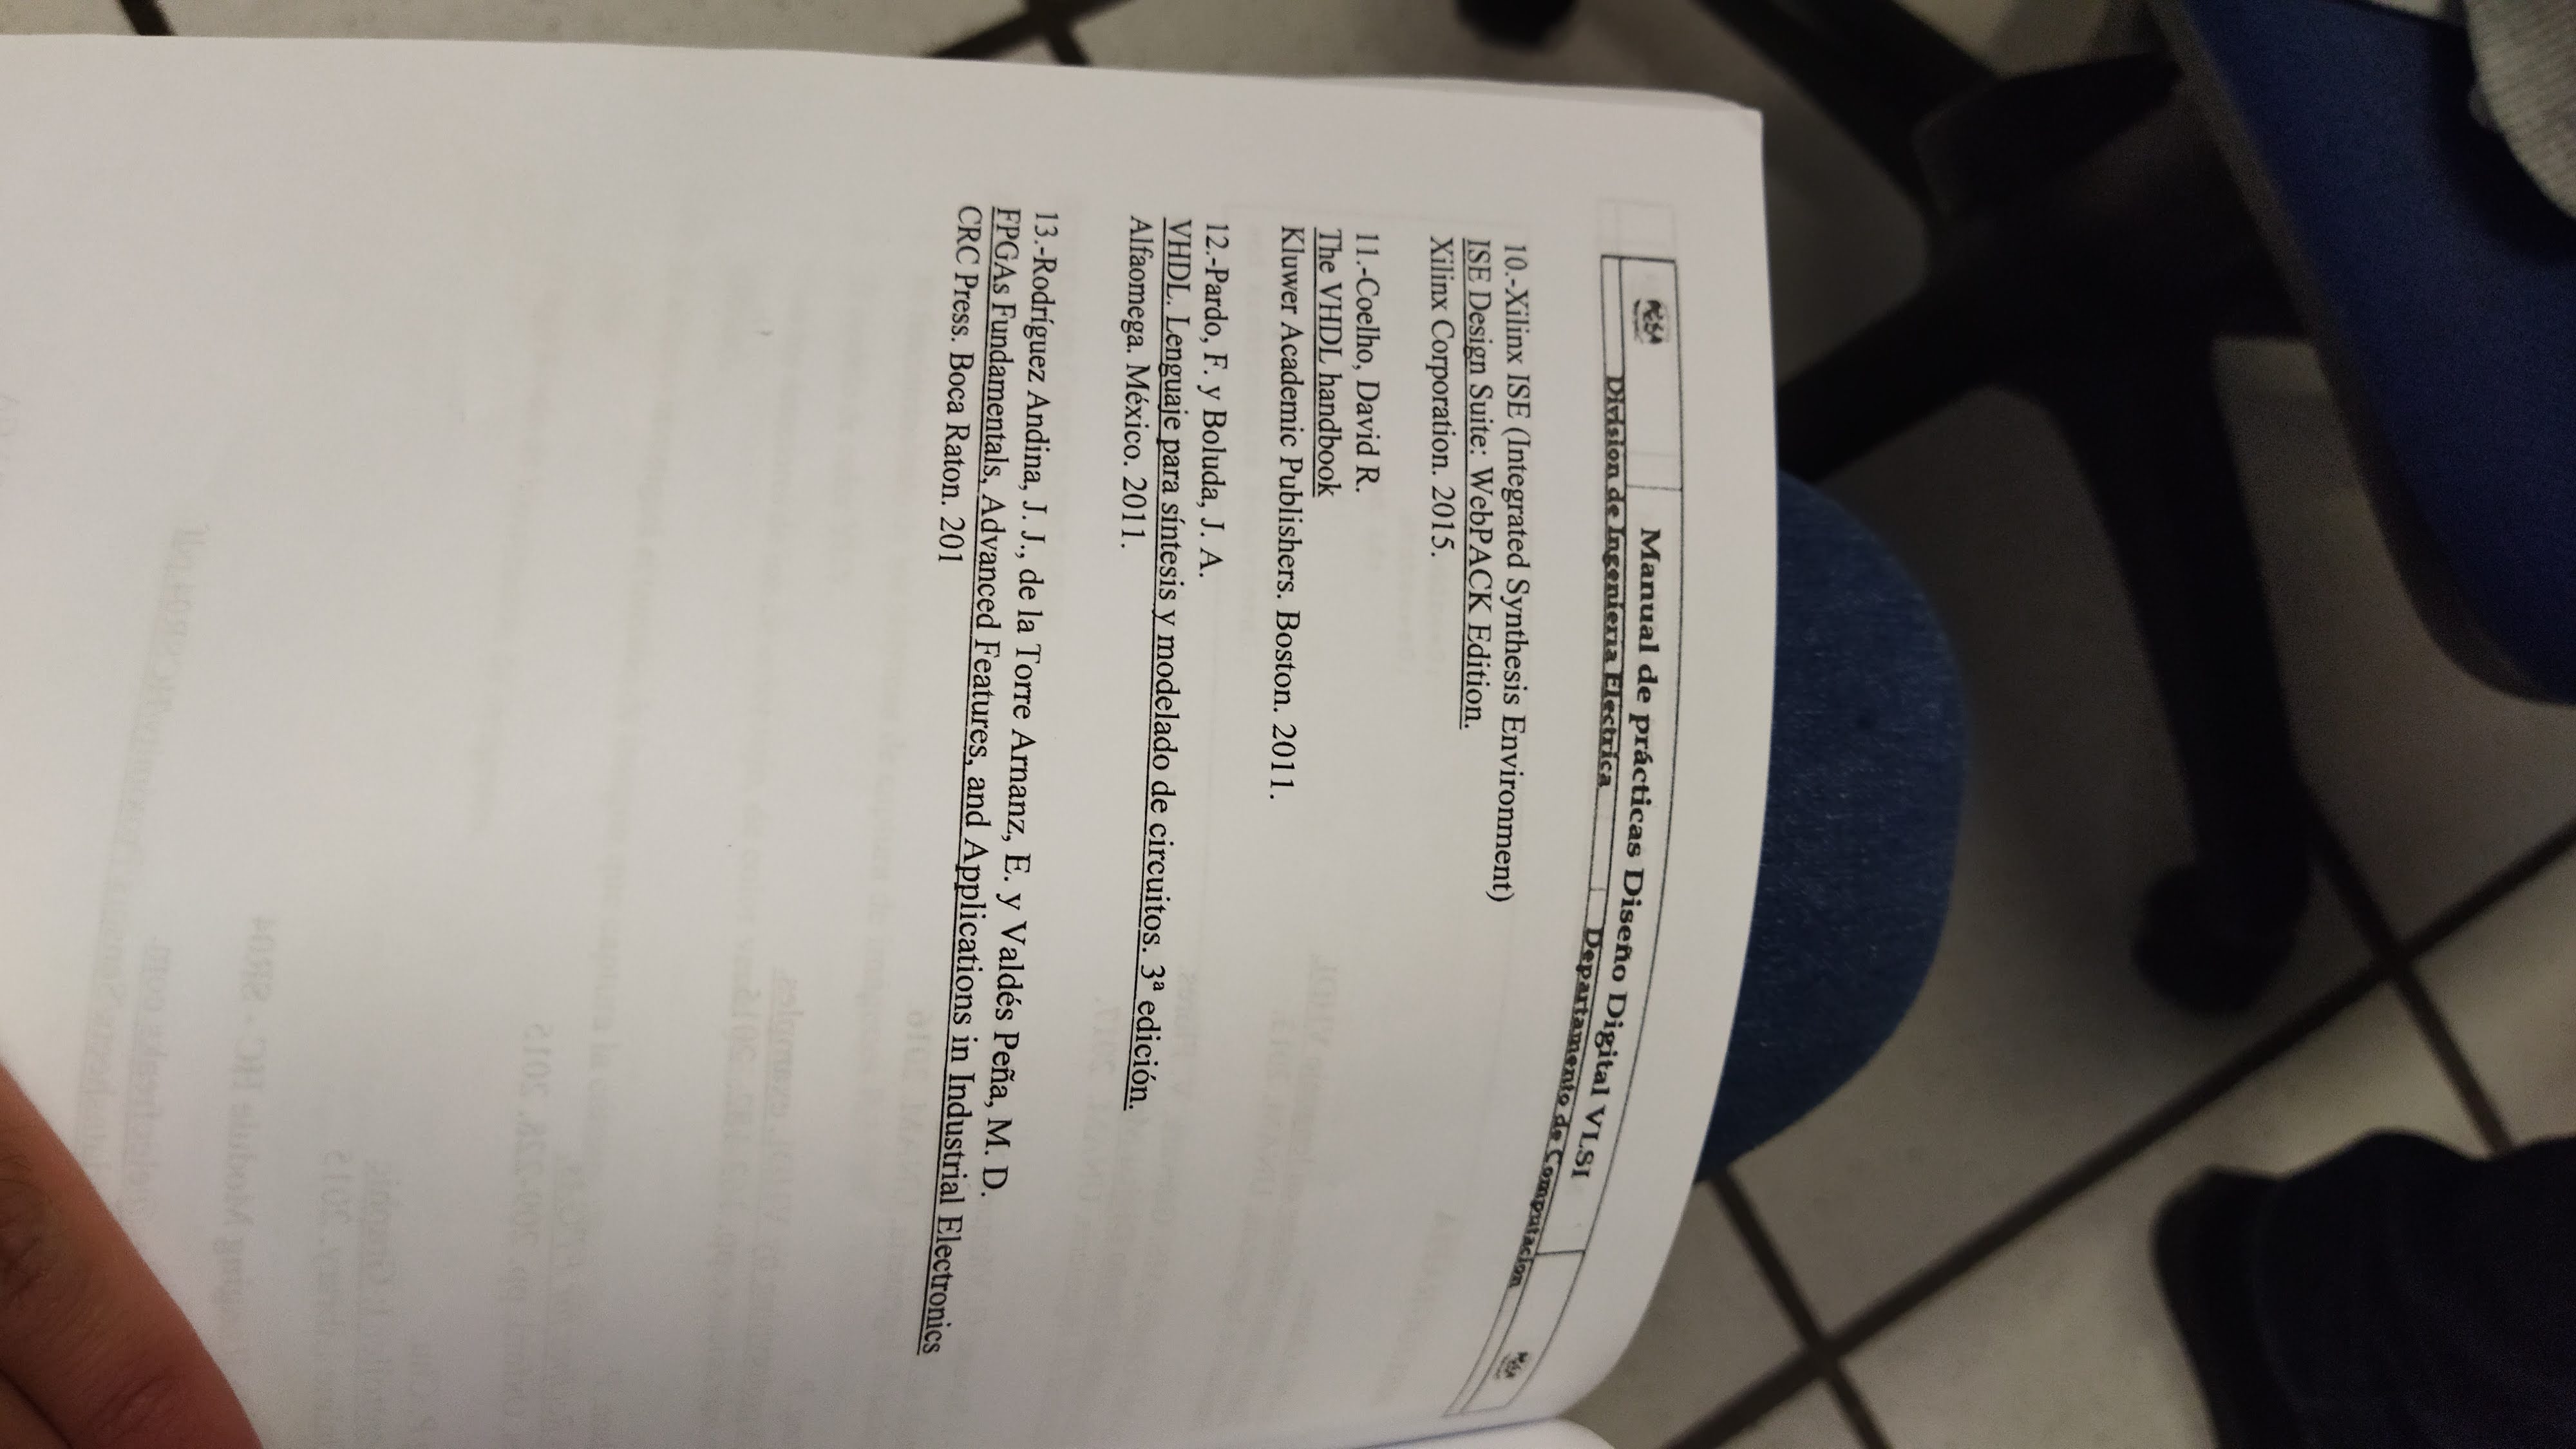 Manual de prácticas Diseño Digital VLSI
División de Ingeniería Eléctrica
Departamento de Computación
10.-Xilinx ISE (Integrated Synthesis Environment)
ISE Design Suite: WebPACK Edition.
Xilinx Corporation. 2015.
11.-Coelho, David R.
The VHDL handbook
Kluwer Academic Publishers. Boston. 2011.
12.-Pardo, F. y Boluda, J. A.
VHDL. Lenguaje para síntesis y modelado de circuitos. 3ª edición.
Alfaomega. México. 2011.
13.-Rodríguez Andina, J. J., de la Torre Arnanz, E. y Valdés Peña, M. D.
FPGAs Fundamentals, Advanced Features, and Applications in Industrial Electronics
CRC Press. Boca Raton. 201